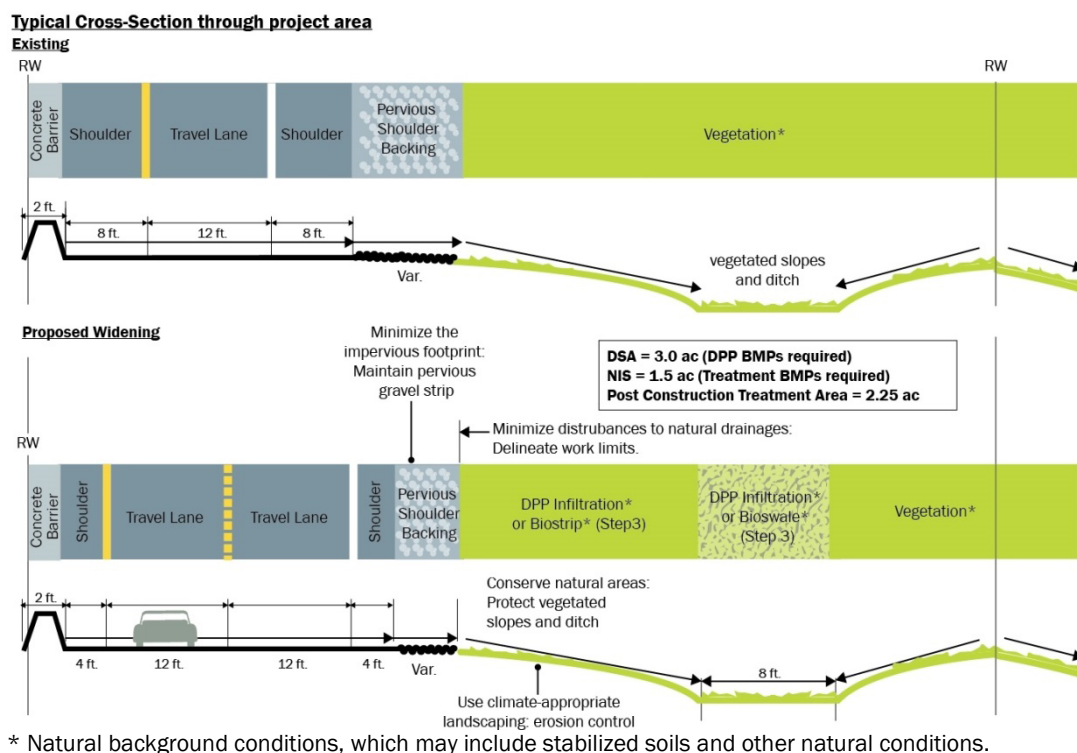 Typical Cross-Section through project area
Existing
RW
RW
Concrete
Barrier
Shoulder
Travel Lane
Shoulder
Pervious
Shoulder
Backing
Vegetation*
2 ft.
8 ft.
12 ft.
8 ft.
Var.
vegetated slopes
and ditch
Proposed Widening
Minimize the
impervious footprint:
Maintain pervious
gravel strip
DSA = 3.0 ac (DPP BMPs required)
NIS = 1.5 ac (Treatment BMPs required)
Post Construction Treatment Area = 2.25 ac
Minimize distrubances to natural drainages:
Delineate work limits.
RW
Concrete
Barrier
Shoulder
Travel Lane
Travel Lane
Shoulder
Pervious
Shoulder
Backing
DPP Infiltration*
or Biostrip* (Step3)
DPP Infiltration*
or Bioswale*
(Step 3)
Vegetation*
2 ft.
4 ft.
12 ft.
12 ft.
4 ft.
Var.
Conserve natural areas:
Protect vegetated
slopes and ditch
8 ft.
Use climate-appropriate
landscaping: erosion control
* Natural background conditions, which may include stabilized soils and other natural conditions.